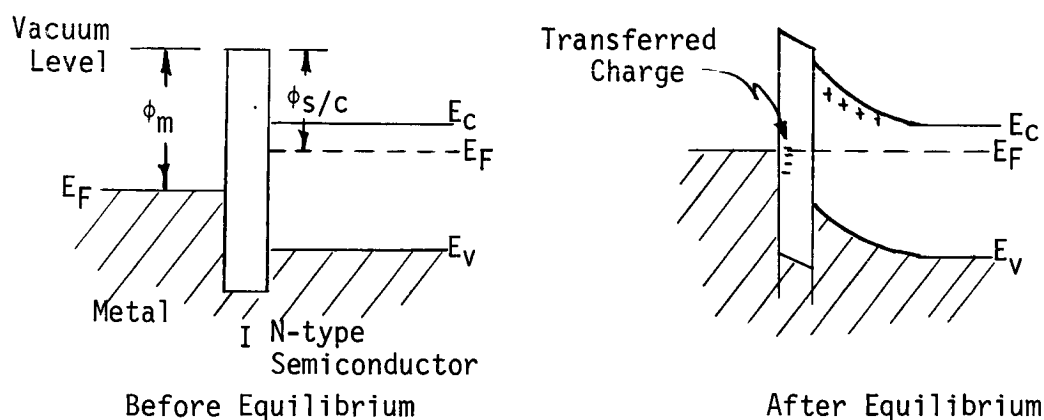 Vacuum
Level
ϕm
ϕs/c
Ec
EF
EF
Ev
Metal
I
N-type
Semiconductor
Before Equilibrium
Transferred
Charge
Ec
EF
Ev
After Equilibrium